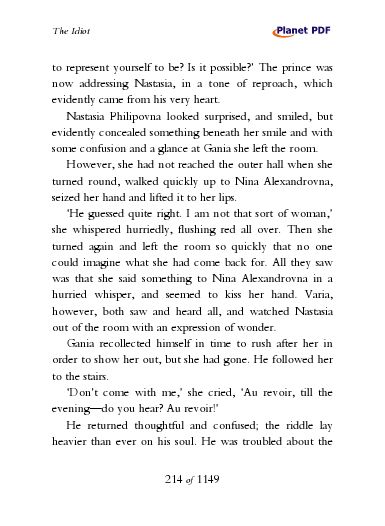 The Idiot
Planet PDF
to represent yourself to be? Is it possible?' The prince was
now addressing Nastasia, in a tone of reproach, which
evidently came from his very heart.
Nastasia Philipovna looked surprised, and smiled, but
evidently concealed something beneath her smile and with
some confusion and a glance at Gania she left the room.
However, she had not reached the outer hall when she
turned round, walked quickly up to Nina Alexandrovna,
seized her hand and lifted it to her lips.
'He guessed quite right. I am not that sort of woman,'
she whispered hurriedly, flushing red all over. Then she
turned again and left the room so quickly that no one
could imagine what she had come back for. All they saw
was that she said something to Nina Alexandrovna in a
hurried whisper, and seemed to kiss her hand. Varia,
however, both saw and heard all, and watched Nastasia
out of the room with an expression of wonder.
Gania recollected himself in time to rush after her in
order to show her out, but she had gone. He followed her
to the stairs.
'Don't come with me,' she cried, 'Au revoir, till the
evening—do you hear? Au revoir!'
He returned thoughtful and confused; the riddle lay
heavier than ever on his soul. He was troubled about the
214 of 1149